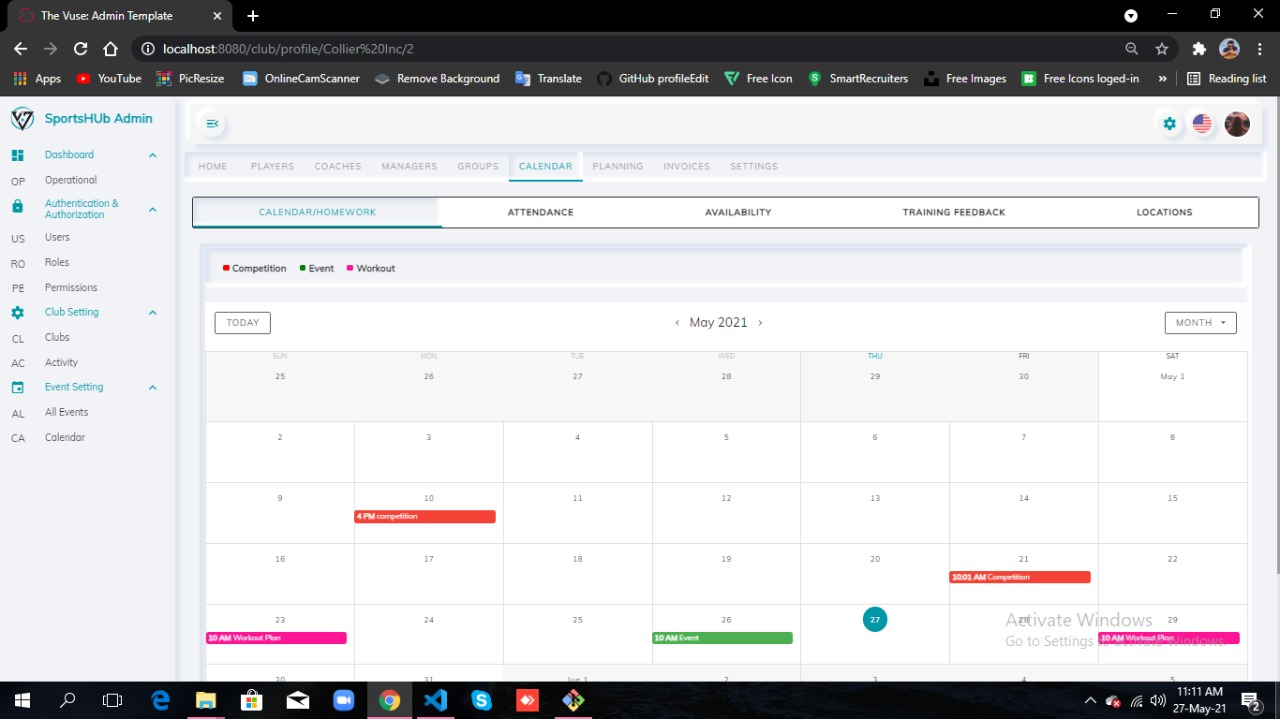 The Vuse: Admin Template
localhost:8080/club/profile/Collier%20Inc/2
Apps YouTube PicResize OnlineCamScanner Remove Background Translate GitHub profileEdit Free Icon SmartRecruiters Free Images Free Icons loged-in » Reading list
SportsHUb Admin
Dashboard
OP Operational
Authentication &
Authorization
US Users
RO Roles
PE Permissions
Club Setting
CL Clubs
AC Activity
Event Setting
AL All Events
CA Calendar
HOME PLAYERS COACHES MANAGERS GROUPS CALENDAR PLANNING INVOICES SETTINGS
CALENDAR/HOMEWORK ATTENDANCE AVAILABILITY TRAINING FEEDBACK LOCATIONS
Competition Event Workout
TODAY ‹ May 2021 › MONTH
SUN MON TUE WED THU FRI SAT
25 26 27 28 29 30 May 1
2 3 4 5 6 7 8
9 10 11 12 13 14 15
4 PM competition
16 17 18 19 20 21 22
10:01 AM Competition
23 24 25 26 27 28 29
10 AM Workout Plan 10 AM Event 10 AM Workout Plan
Activate Windows
Go to Settings to activate Windows.
30 31 Jun 1 2 3 4 5
11:11 AM
27-May-21
2